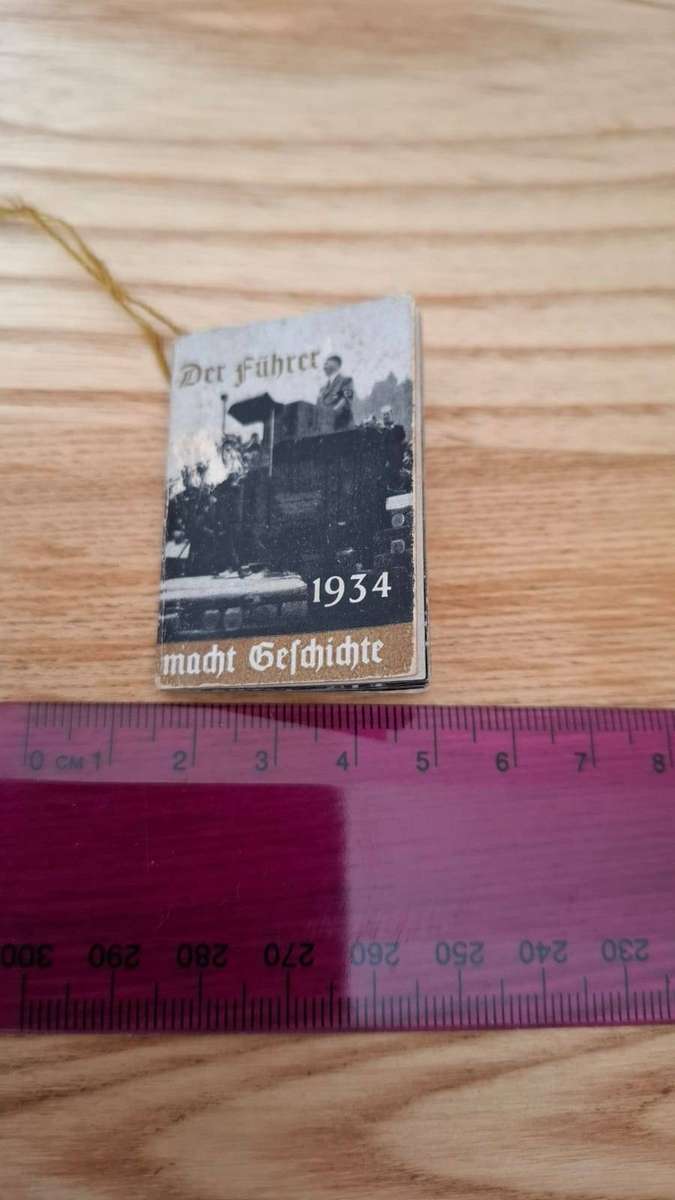 Der Führer
1934
macht Geſchichte
0 CM 1 2 3 4 5 6 7 8
300 290 280 270 260 250 240 230